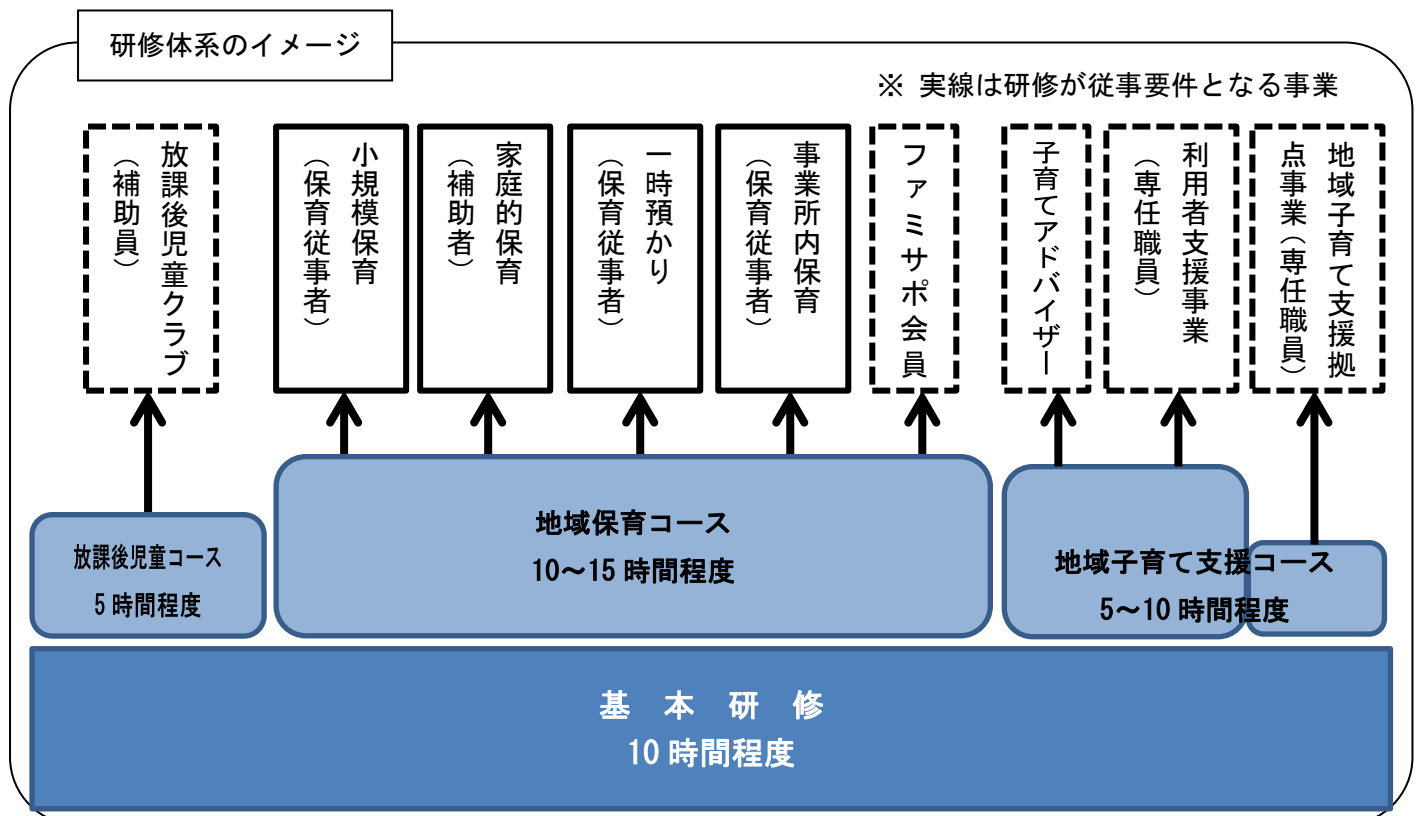 研修体系のイメージ
※ 実線は研修が従事要件となる事業
放課後児童クラブ
（補助員）
小規模保育
（保育従事者）
家庭的保育
（補助者）
一時預かり
（保育従事者）
事業所内保育
（保育従事者）
ファミサポ会員
子育てアドバイザー
利用者支援事業
（専任職員）
地域子育て支援拠
点事業（専任職員）
放課後児童コース
5 時間程度
地域保育コース
10～15 時間程度
地域子育て支援コース
5～10 時間程度
基 本 研 修
10 時間程度